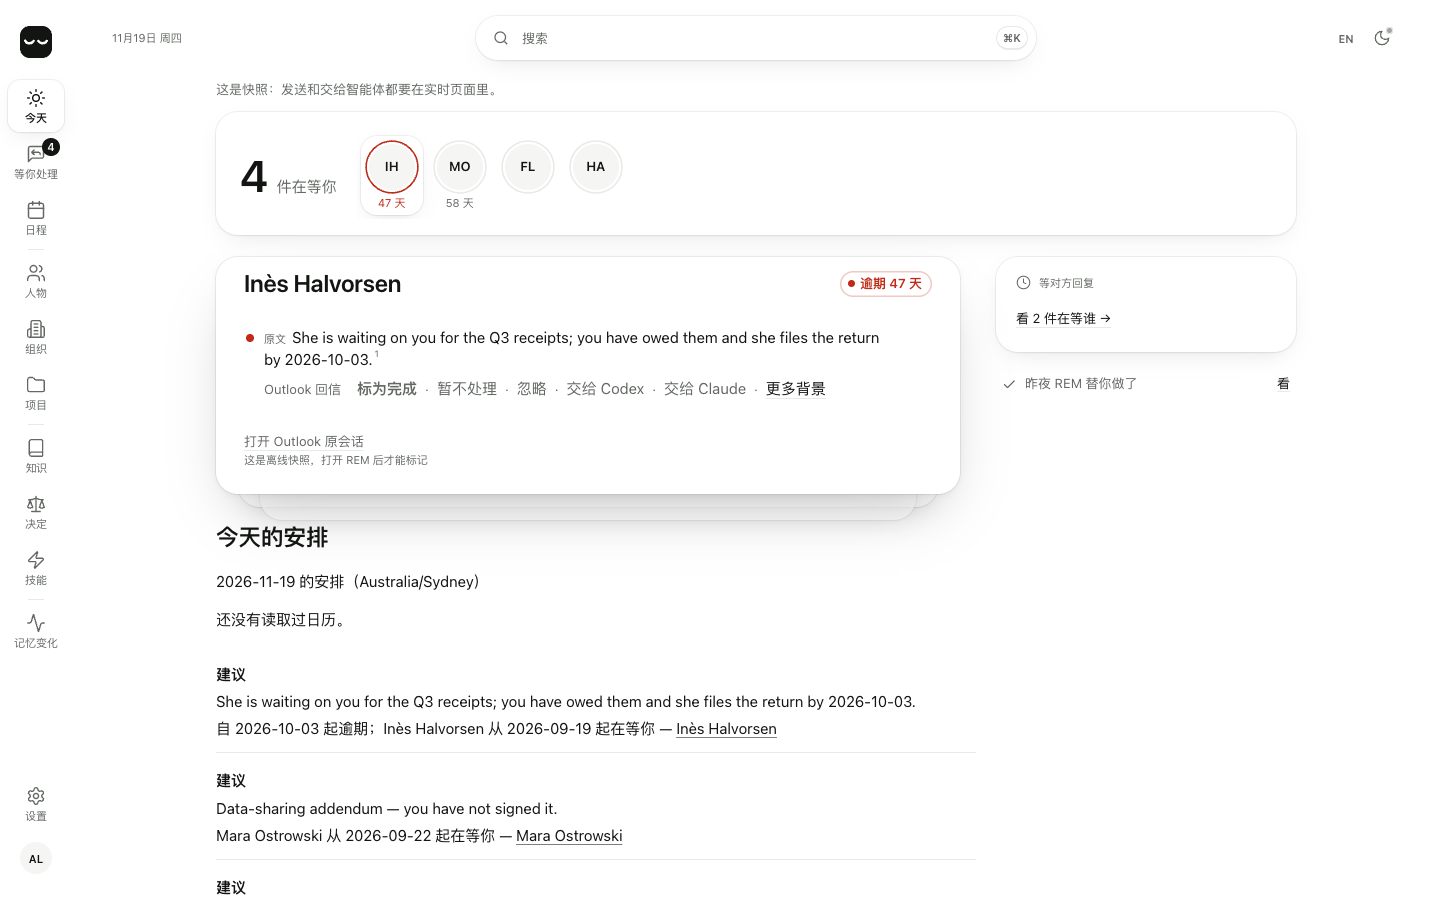 11月19日 周四
搜索
⌘K
EN
今天
4
等你处理
日程
人物
组织
项目
知识
决定
技能
记忆变化
设置
AL
这是快照：发送和交给智能体都要在实时页面里。
4 件在等你
IH
47 天
MO
58 天
FL
HA
Inès Halvorsen
逾期 47 天
原文 She is waiting on you for the Q3 receipts; you have owed them and she files the return
by 2026-10-03. 1
Outlook 回信 标为完成 · 暂不处理 · 忽略 · 交给 Codex · 交给 Claude · 更多背景
打开 Outlook 原会话
这是离线快照，打开 REM 后才能标记
等对方回复
看 2 件在等谁 →
昨夜 REM 替你做了
看
今天的安排
2026-11-19 的安排（Australia/Sydney）
还没有读取过日历。
建议
She is waiting on you for the Q3 receipts; you have owed them and she files the return by 2026-10-03.
自 2026-10-03 起逾期；Inès Halvorsen 从 2026-09-19 起在等你 — Inès Halvorsen
建议
Data-sharing addendum — you have not signed it.
Mara Ostrowski 从 2026-09-22 起在等你 — Mara Ostrowski
建议